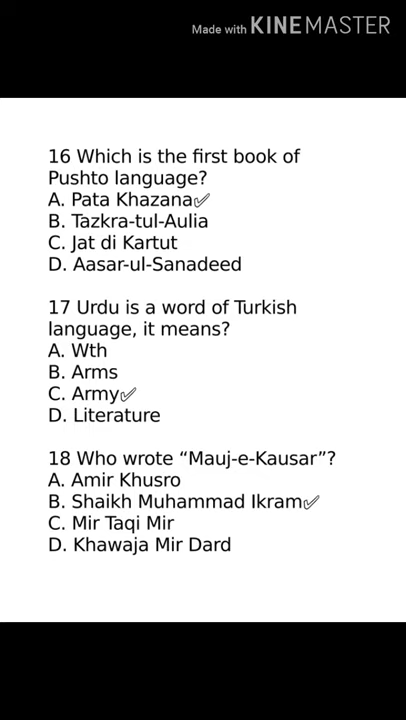 Made with KINEMASTER
16 Which is the first book of
Pushto language?
A. Pata Khazana✅
B. Tazkra-tul-Aulia
C. Jat di Kartut
D. Aasar-ul-Sanadeed
17 Urdu is a word of Turkish
language, it means?
A. Wth
B. Arms
C. Army✅
D. Literature
18 Who wrote “Mauj-e-Kausar”?
A. Amir Khusro
B. Shaikh Muhammad Ikram✅
C. Mir Taqi Mir
D. Khawaja Mir Dard